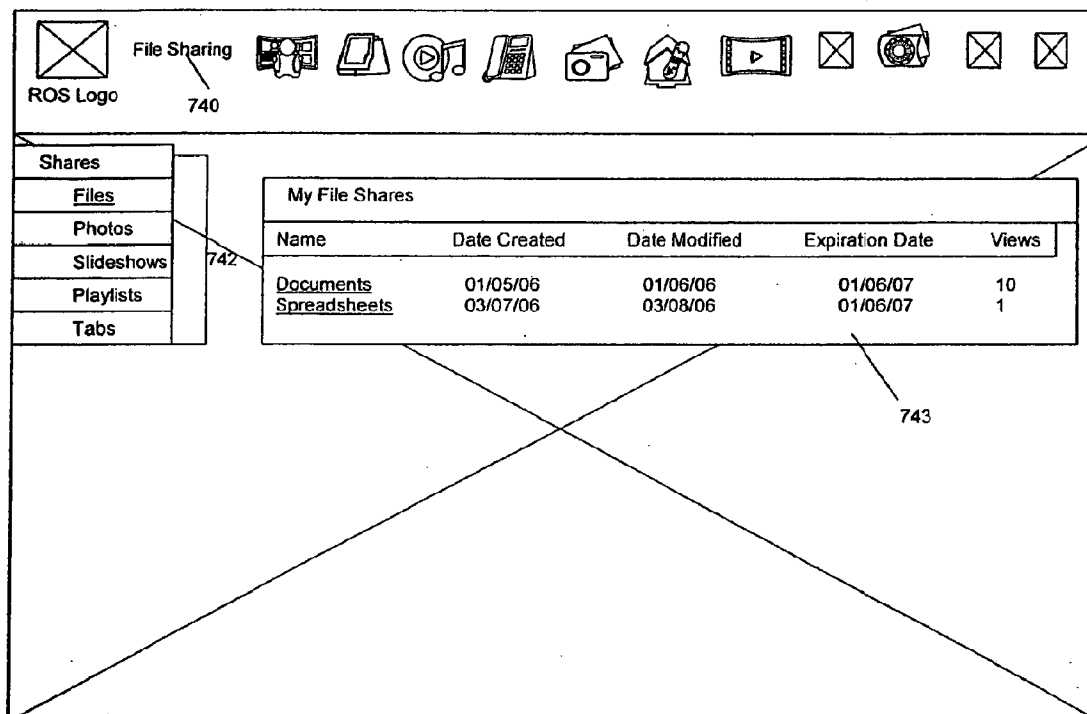 File Sharing
ROS Logo
740
Shares
Files
Photos
Slideshows
Playlists
Tabs
742
My File Shares
Name Date Created Date Modified Expiration Date Views
Documents 01/05/06 01/06/06 01/06/07 10
Spreadsheets 03/07/06 03/08/06 01/06/07 1
743